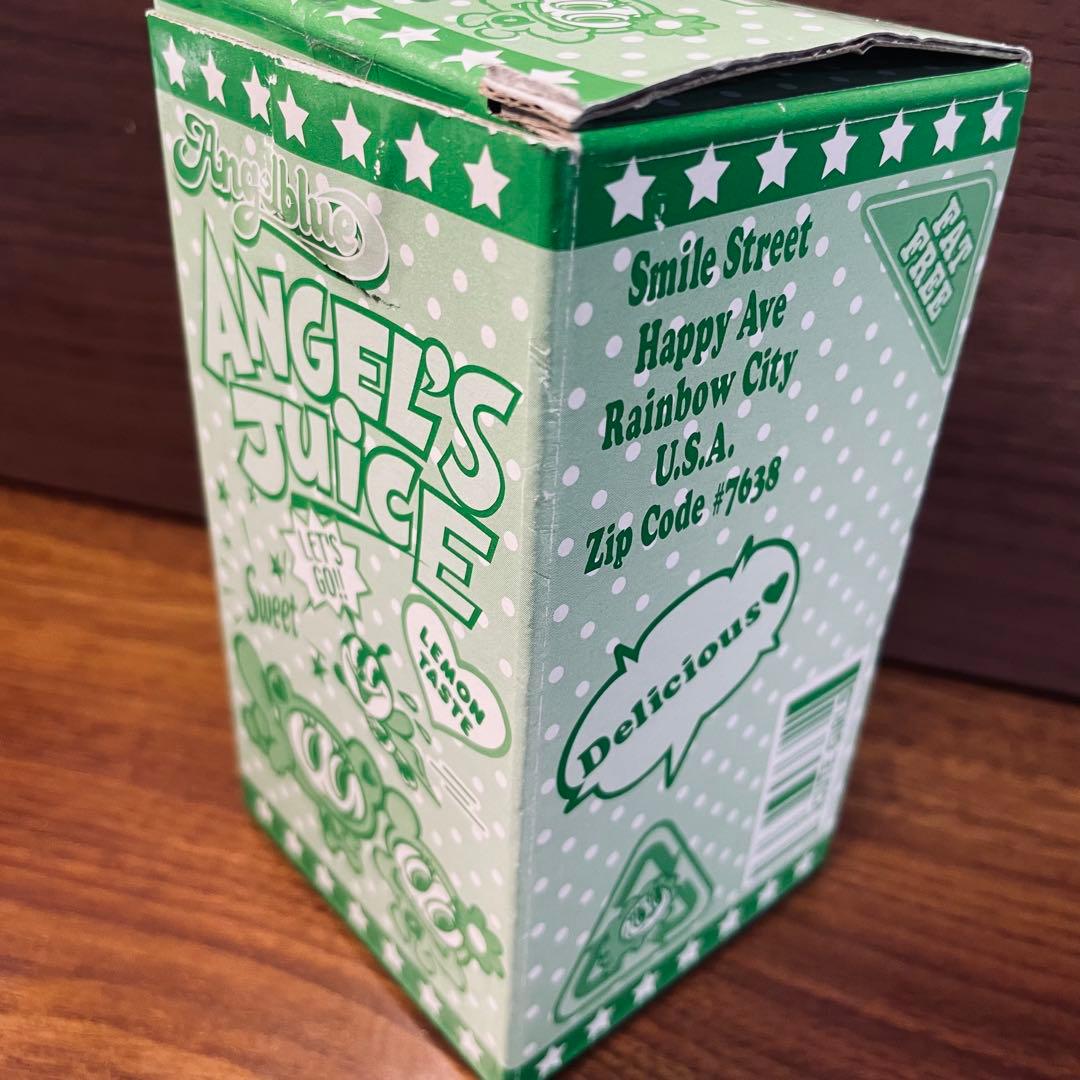 Angelblue
ANGEL'S
JUiCE
LET'S
GO!!
Sweet
LEMON
TASTE
Smile Street
Happy Ave
Rainbow City
U.S.A.
Zip Code #7638
FAT
FREE
Delicious